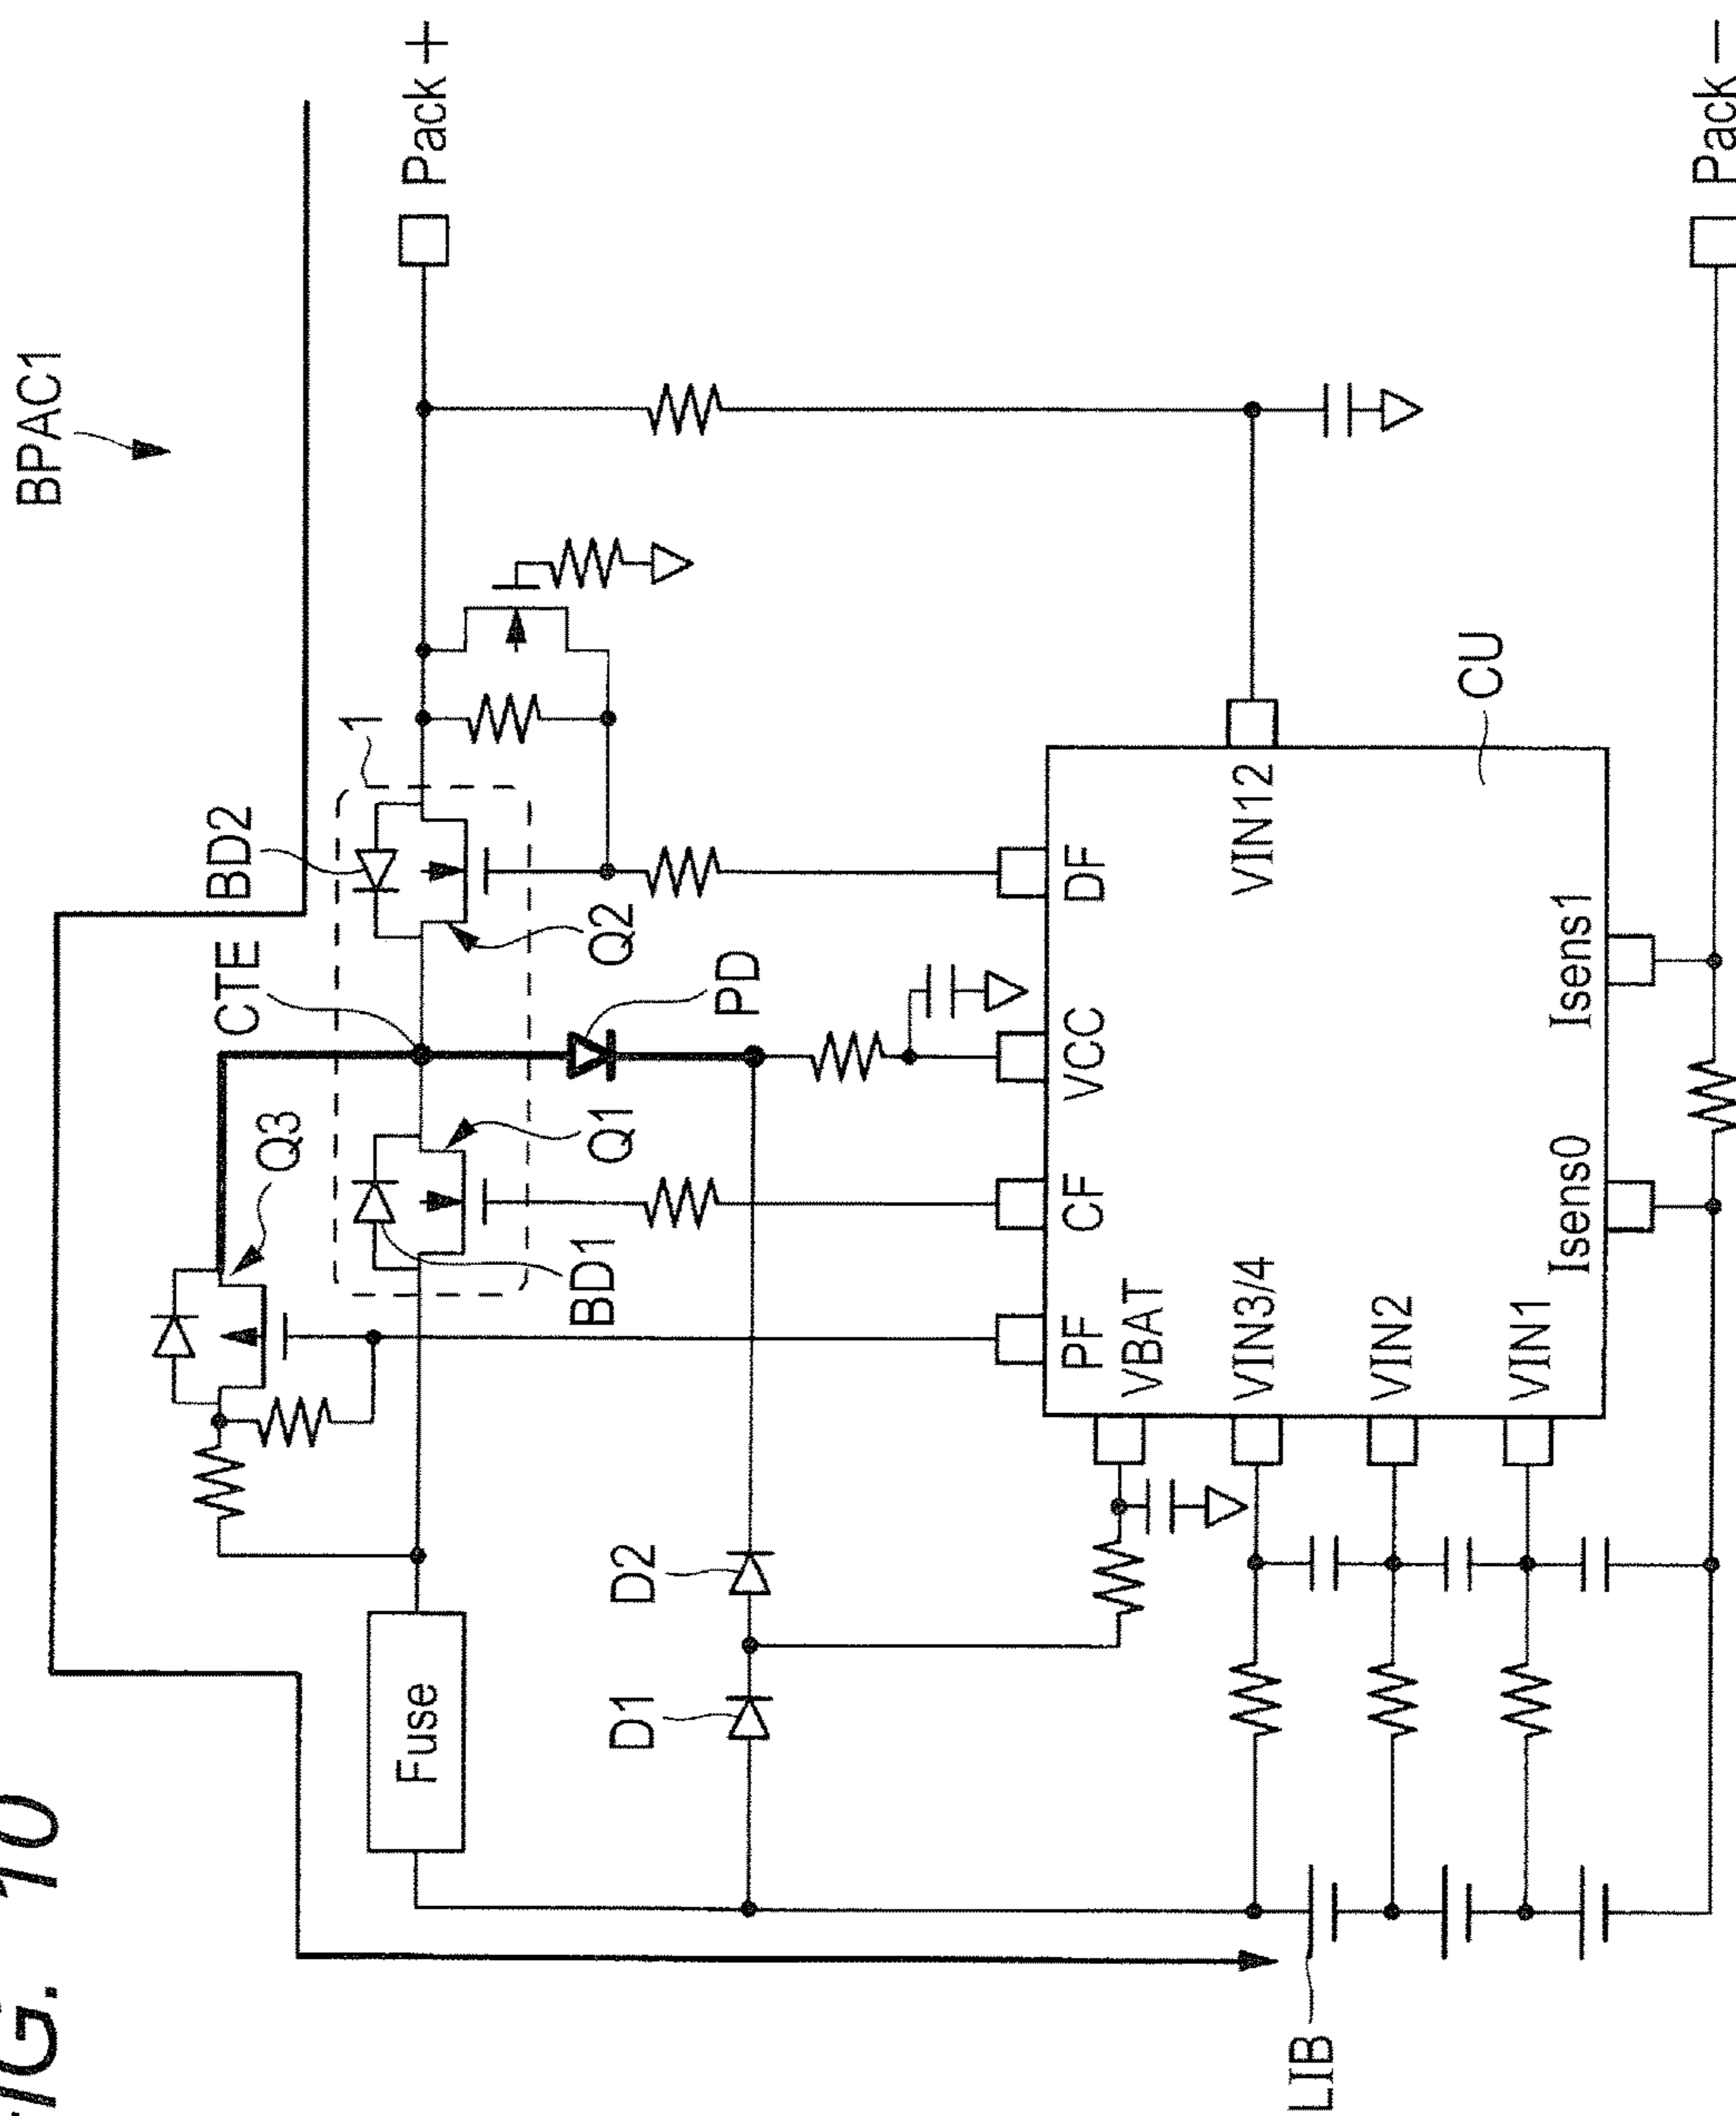 FIG. 10
BPAC1
Pack+
Pack−
1
BD2
CTE
Q3
Q2
PD
Q1
BD1
Fuse
D1
D2
PF
CF
VCC
DF
VBAT
VIN3/4
VIN2
VIN1
VIN12
CU
Isens0
Isens1
LIB